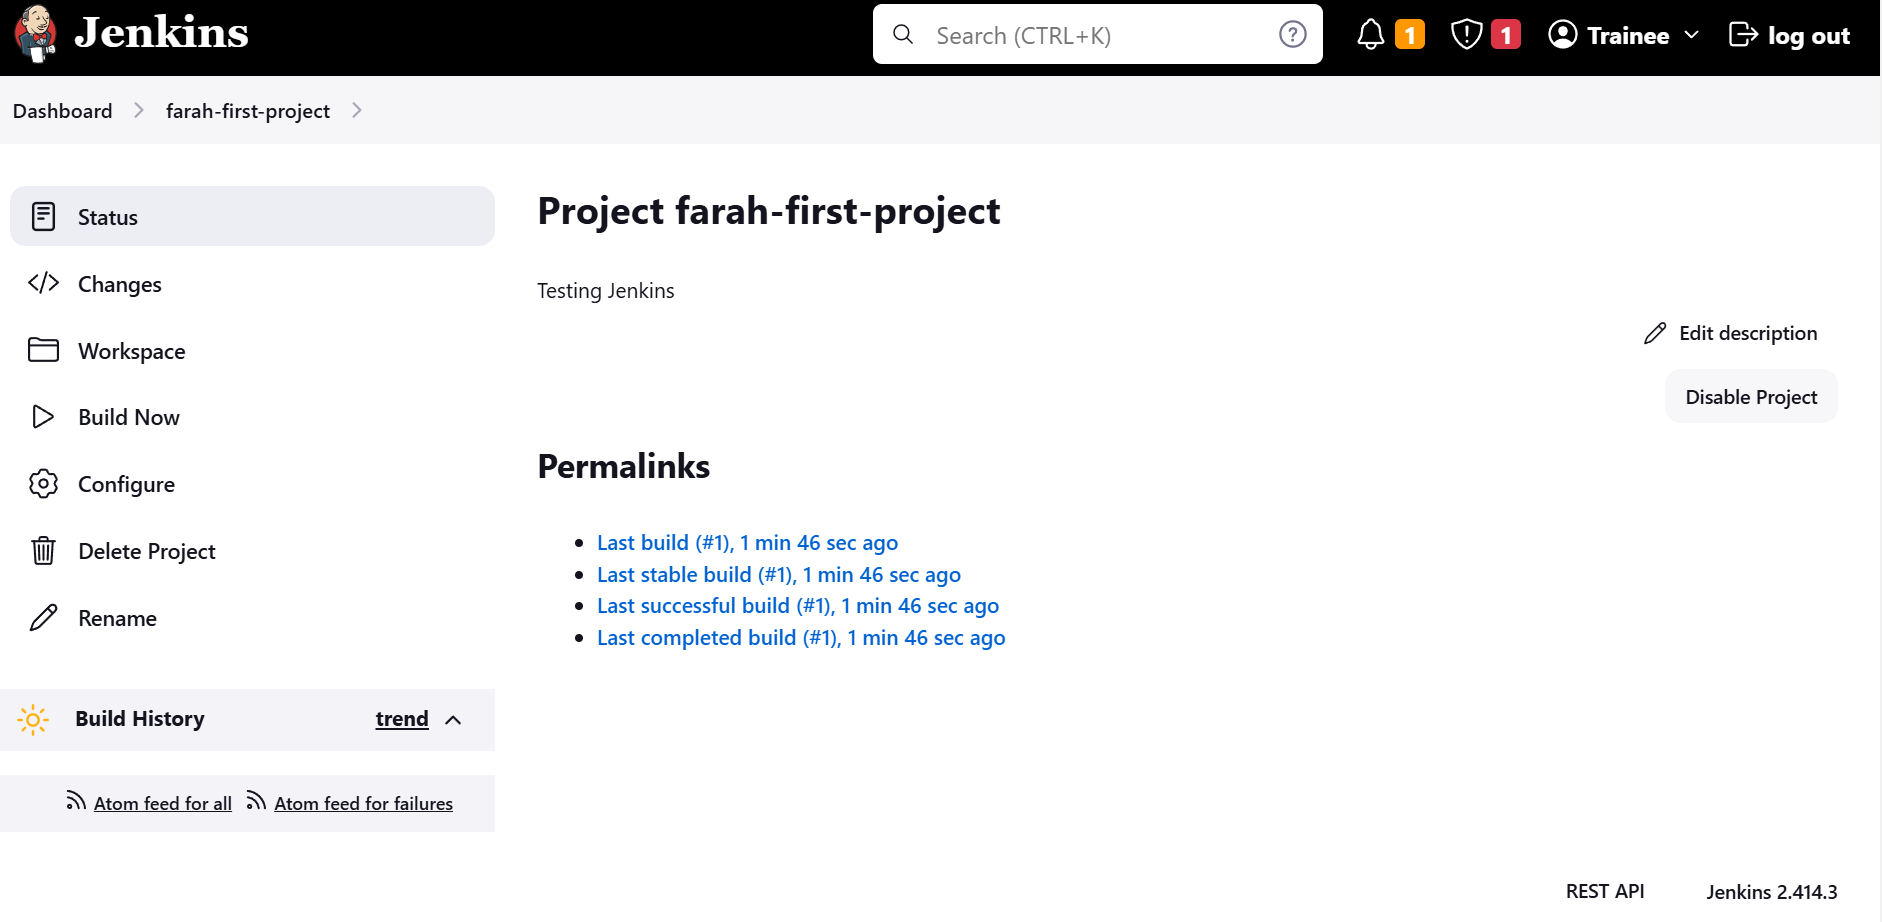 Jenkins
Search (CTRL+K)
1
1
Trainee
log out
Dashboard
farah-first-project
Status
Changes
Workspace
Build Now
Configure
Delete Project
Rename
Build History
trend
Atom feed for all
Atom feed for failures
Project farah-first-project
Testing Jenkins
Edit description
Disable Project
Permalinks
Last build (#1), 1 min 46 sec ago
Last stable build (#1), 1 min 46 sec ago
Last successful build (#1), 1 min 46 sec ago
Last completed build (#1), 1 min 46 sec ago
REST API
Jenkins 2.414.3